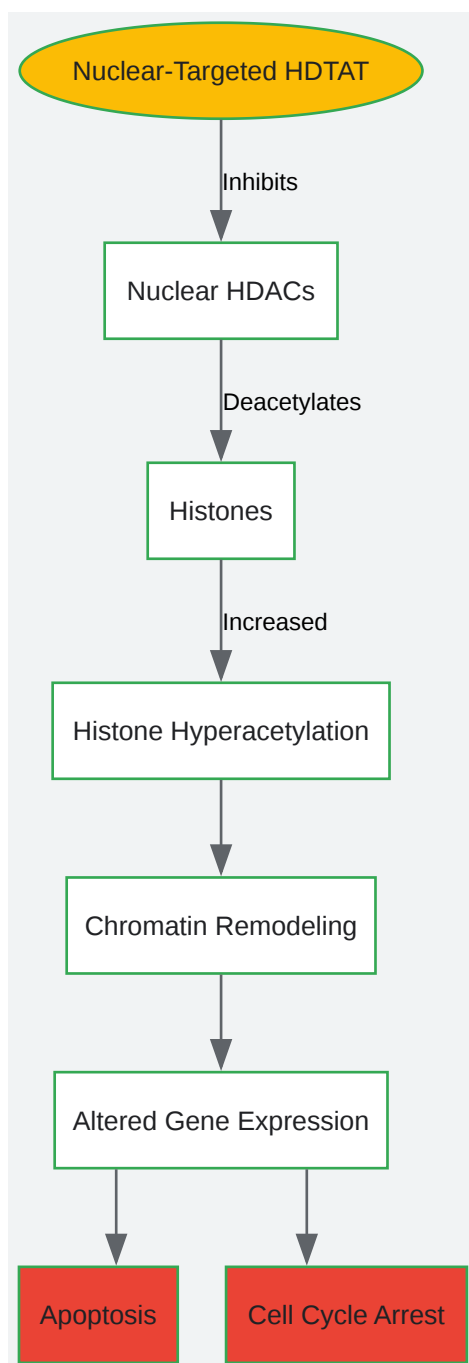 Nuclear-Targeted HDTAT
Inhibits
Nuclear HDACs
Deacetylates
Histones
Increased
Histone Hyperacetylation
Chromatin Remodeling
Altered Gene Expression
Apoptosis
Cell Cycle Arrest